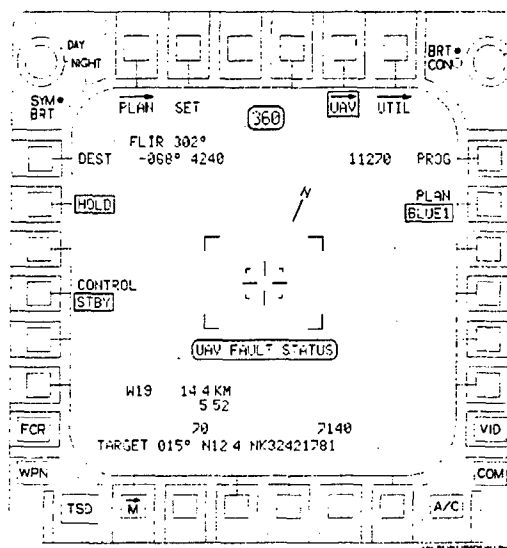 DAY
NIGHT
SYM
BRT
PLAN SET 360 UAV UTIL
BRT
CON
FLIR 302°
-068° 4240 11270
DEST
PROG
HOLD
PLAN
BLUE1
N
CONTROL
STBY
UAV FAULT STATUS
W19 14 4 KM
5 52
70 7140
TARGET 015° N12 4 NK32421781
FCR
VID
WPN
COM
TSD
M
A/C